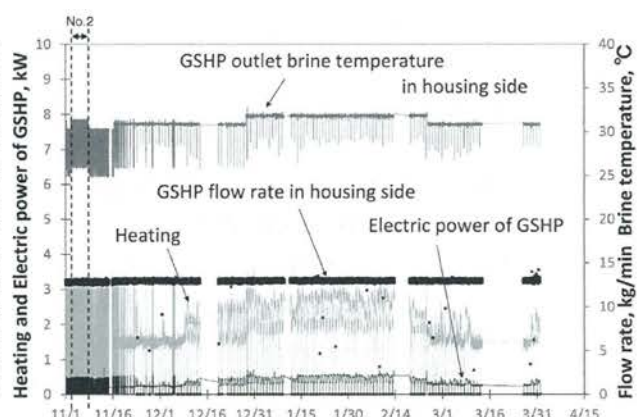 No.2
10
9
8
7
6
5
4
3
2
1
0
Heating and Electric power of GSHP, kW
GSHP outlet brine temperature
in housing side
GSHP flow rate in housing side
Electric power of GSHP
Heating
40
35
30
25
20
15
10
5
0
Flow rate, kg/min Brine temperature, ℃
11/1 11/16 12/1 12/16 12/31 1/15 1/30 2/14 3/1 3/16 3/31 4/15